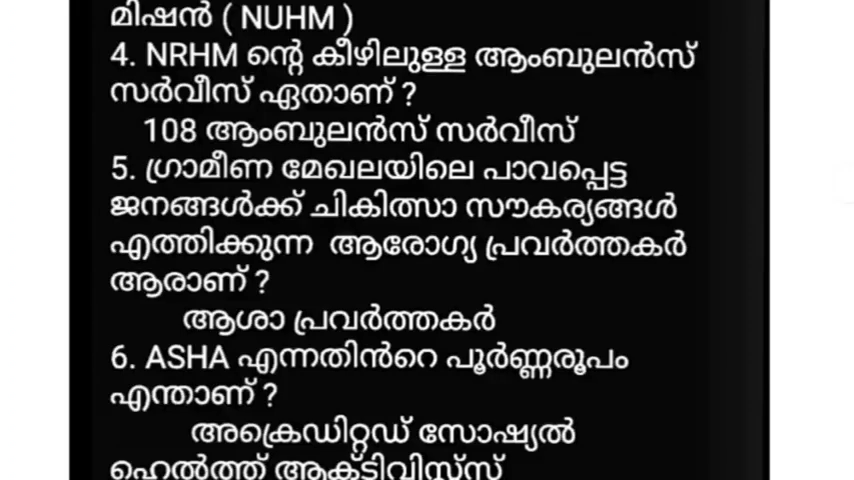 മിഷൻ ( NUHM )
4. NRHM ന്റെ കീഴിലുള്ള ആംബുലൻസ്
സർവീസ് ഏതാണ് ?
108 ആംബുലൻസ് സർവീസ്
5. ഗ്രാമീണ മേഖലയിലെ പാവപ്പെട്ട
ജനങ്ങൾക്ക് ചികിത്സാ സൗകര്യങ്ങൾ
എത്തിക്കുന്ന ആരോഗ്യ പ്രവർത്തകർ
ആരാണ് ?
ആശാ പ്രവർത്തകർ
6. ASHA എന്നതിൻറെ പൂർണ്ണരൂപം
എന്താണ് ?
അക്രെഡിറ്റഡ് സോഷ്യൽ
ഹെൽത്ത് ആക്ടിവിസ്റ്റ്സ്